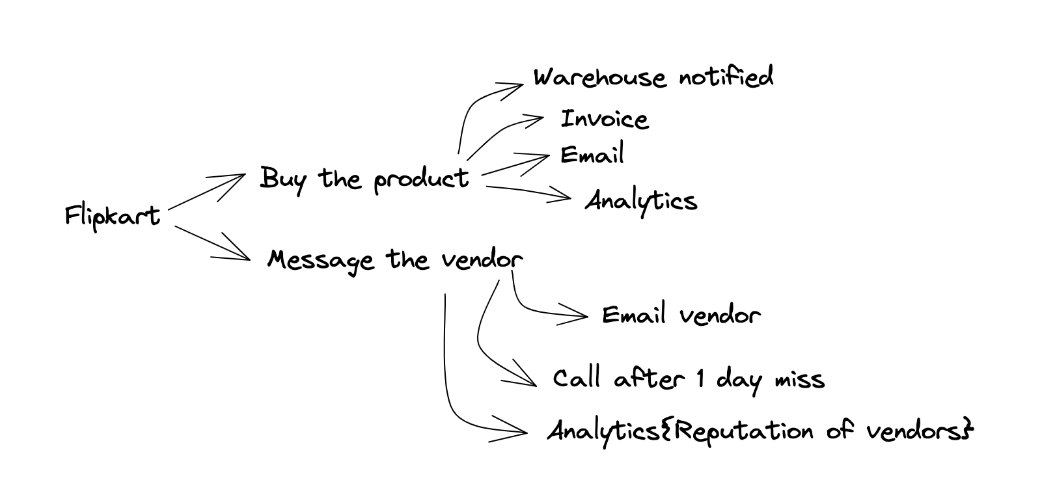 Warehouse notified
Invoice
Email
Buy the product
Analytics
Flipkart
Message the vendor
Email vendor
Call after 1 day miss
Analytics{Reputation of vendors}